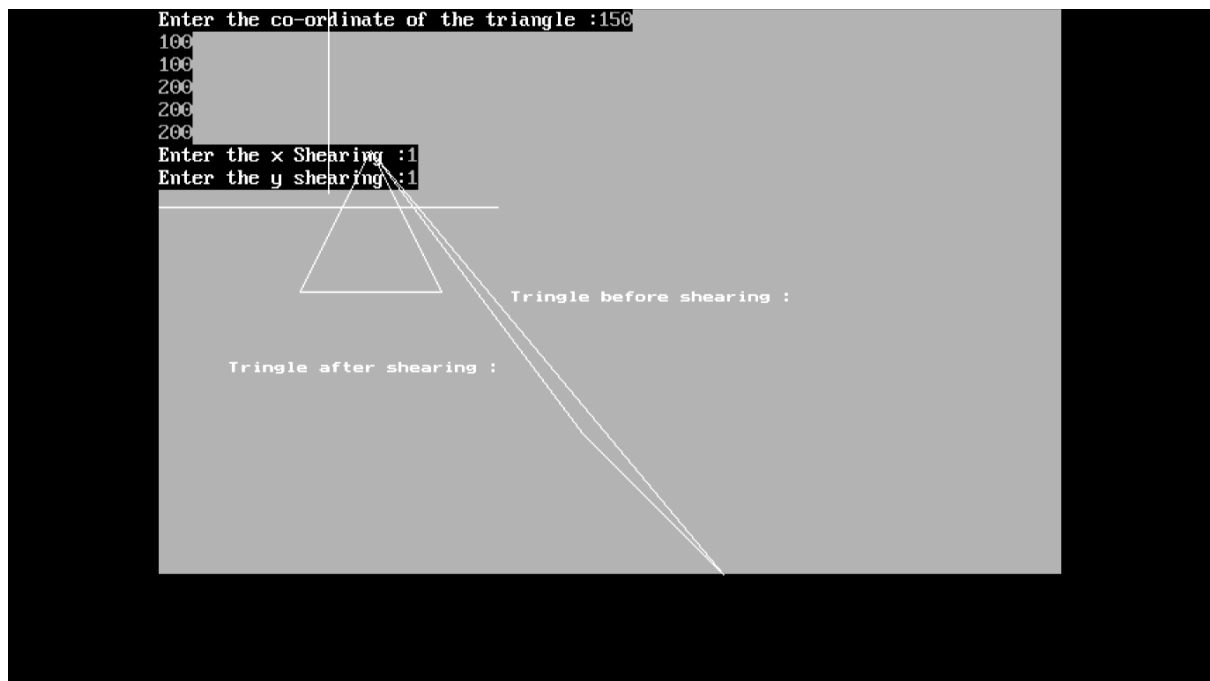 Enter the co-ordinate of the triangle :150
100
100
200
200
200
Enter the x Shearing :1
Enter the y shearing :1
Tringle before shearing :
Tringle after shearing :